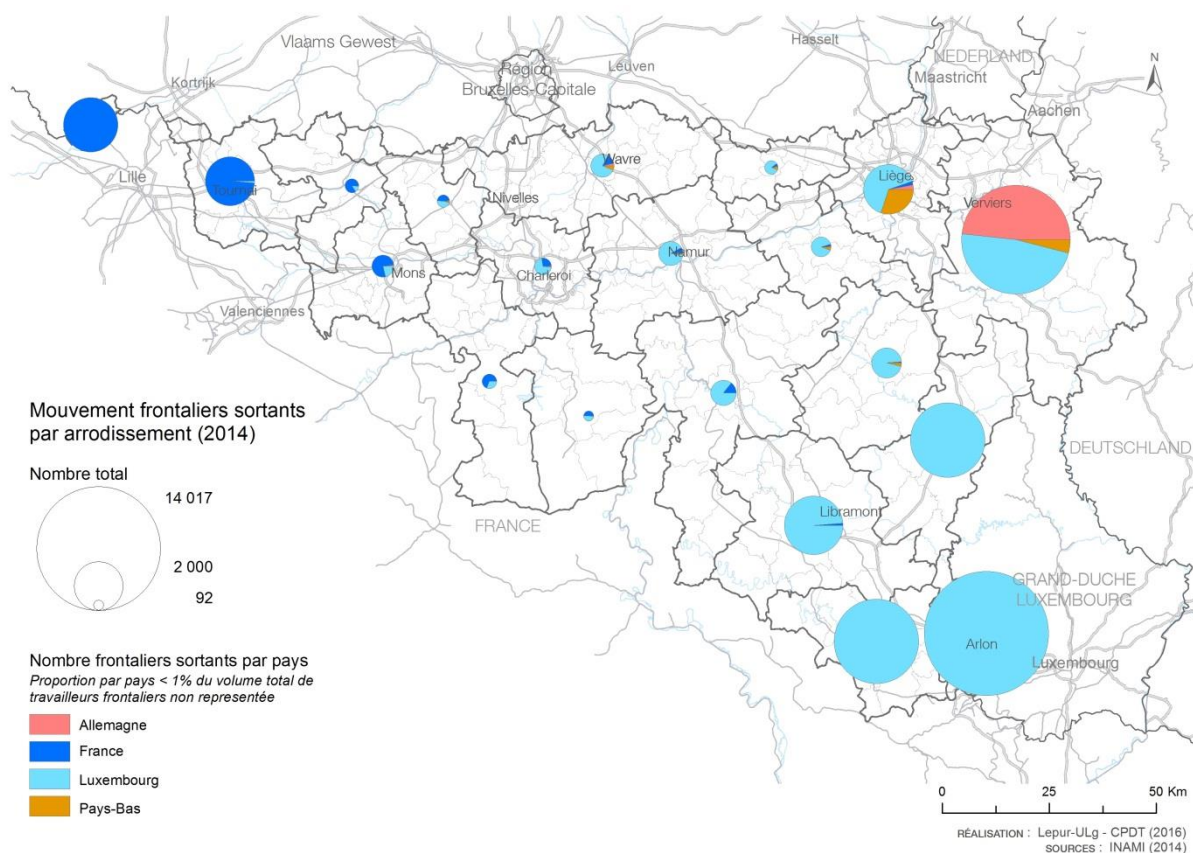 Hasselt
Vlaams Gewest
NEDERLAND
Leuven
Région
Bruxelles-Capitale
Maastricht
Kortrijk
N
Aachen
Wavre
Lille
Liège
Tournai
Nivelles
Verviers
Namur
Mons
Charleroi
Valenciennes
Mouvement frontaliers sortants
par arrodissement (2014)
Nombre total
14 017
2 000
92
DEUTSCHLAND
Libramont
FRANCE
GRAND-DUCHE
LUXEMBOURG
Arlon
Luxembourg
Nombre frontaliers sortants par pays
Proportion par pays < 1% du volume total de
travailleurs frontaliers non representée
Allemagne
France
Luxembourg
Pays-Bas
0 25 50 Km
RÉALISATION : Lepur-ULg - CPDT (2016)
SOURCES : INAMI (2014)